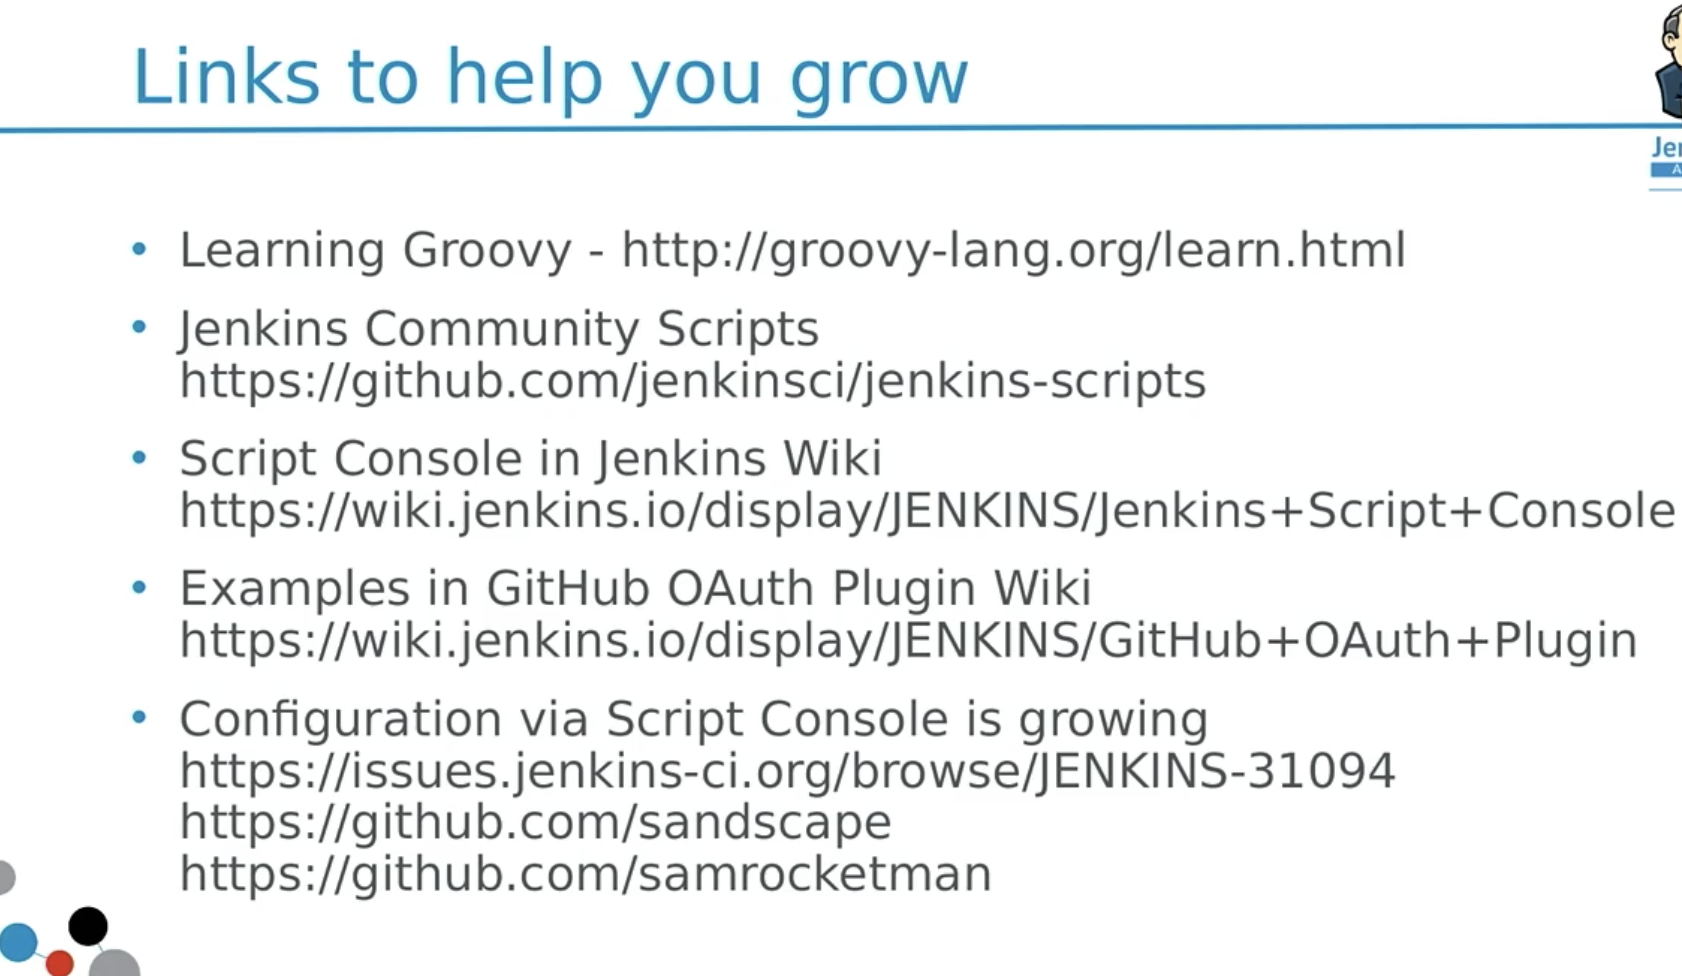 Links to help you grow
• Learning Groovy - http://groovy-lang.org/learn.html
• Jenkins Community Scripts
https://github.com/jenkinsci/jenkins-scripts
• Script Console in Jenkins Wiki
https://wiki.jenkins.io/display/JENKINS/Jenkins+Script+Console
• Examples in GitHub OAuth Plugin Wiki
https://wiki.jenkins.io/display/JENKINS/GitHub+OAuth+Plugin
• Configuration via Script Console is growing
https://issues.jenkins-ci.org/browse/JENKINS-31094
https://github.com/sandscape
https://github.com/samrocketman